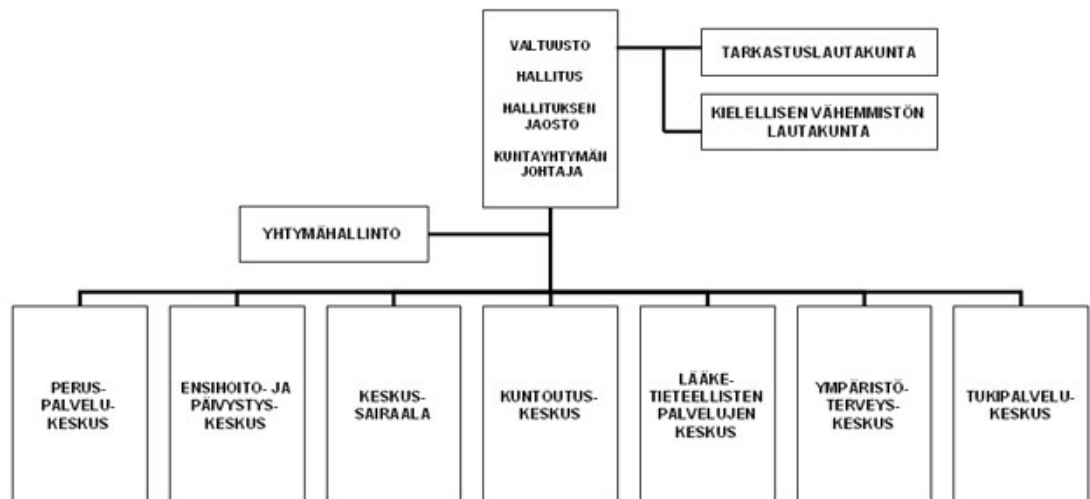 VALTUUSTO
HALLITUS
HALLITUKSEN
JAOSTO
KUNTAYHTYMÄN
JOHTAJA
TARKASTUSLAUTAKUNTA
KIELELLISEN VÄHEMMISTÖN
LAUTAKUNTA
YHTYMÄHALLINTO
PERUS-
PALVELU-
KESKUS
ENSIHOITO- JA
PÄIVYSTYS-
KESKUS
KESKUS-
SAIRAALA
KUNTOUTUS-
KESKUS
LÄÄKE-
TIETEELLISTEN
PALVELUJEN
KESKUS
YMPÄRISTÖ-
TERVEYS-
KESKUS
TUKIPALVELU-
KESKUS